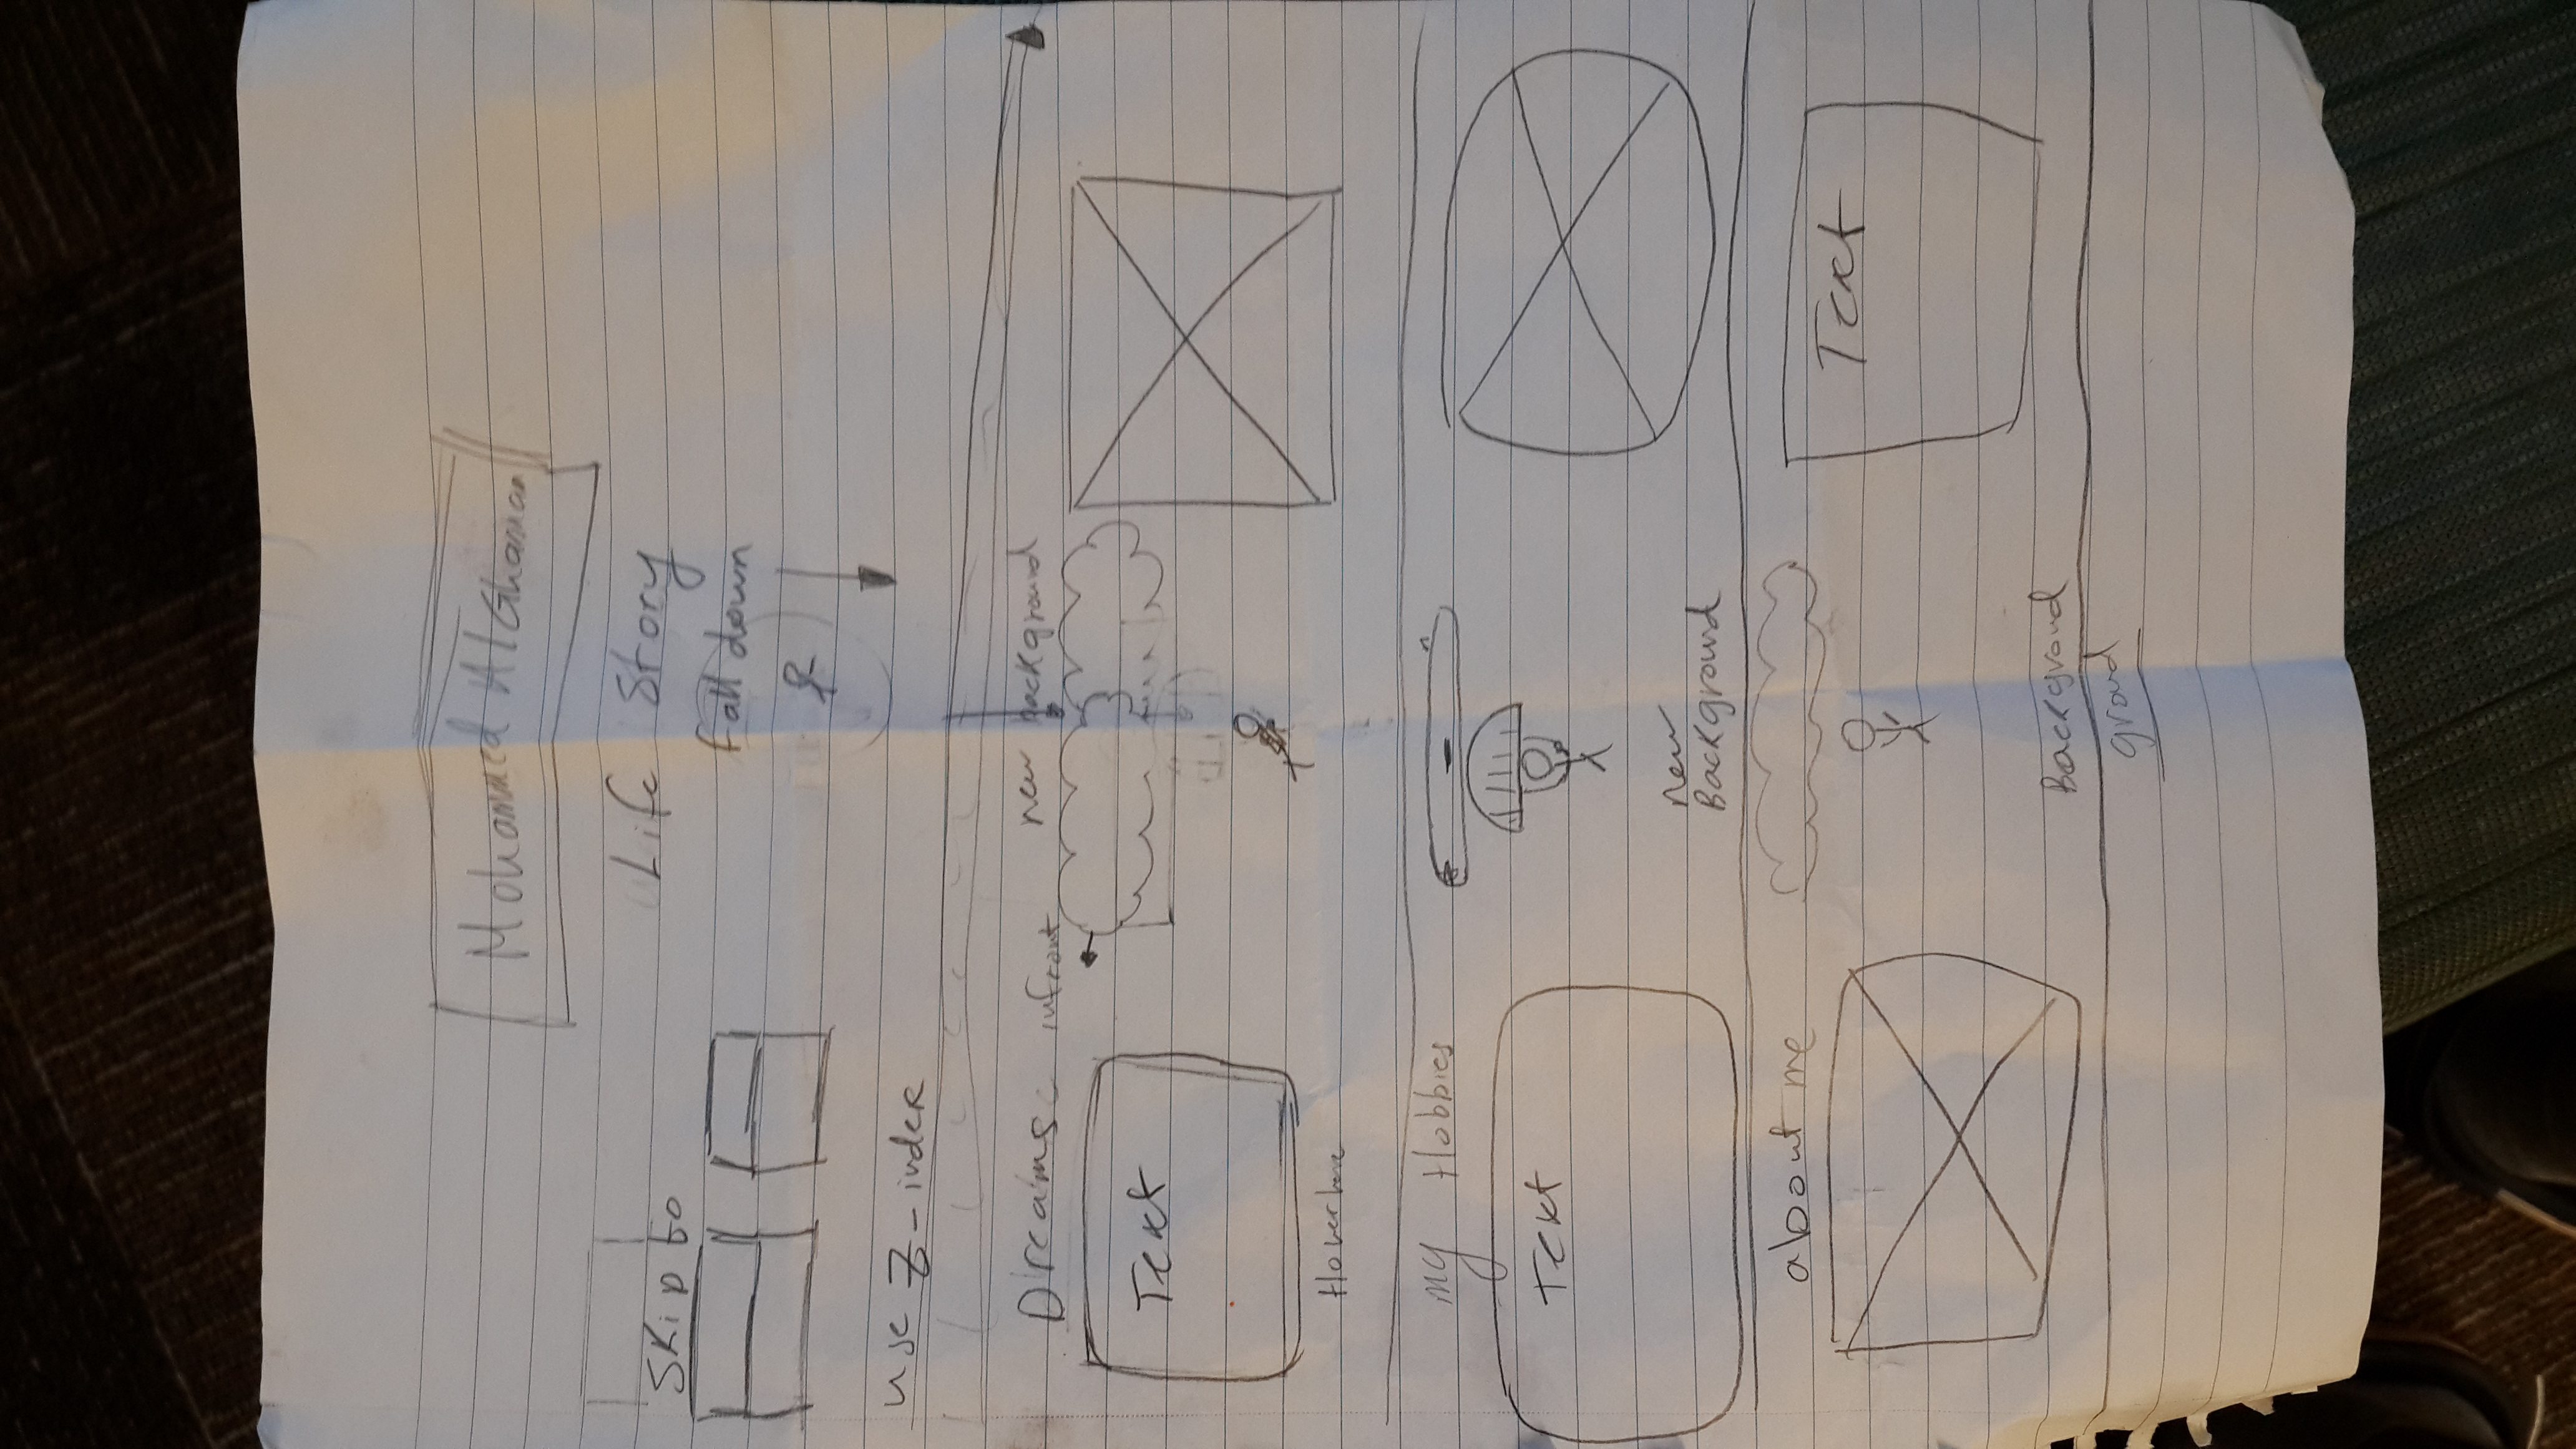 Mohammed AlGhannam
Life Story
Skip to
fall down
use Z-index
Dreams infront new background
Text
Hover here
my Hobbies
Text
new
Background
about me
Text
Background
ground